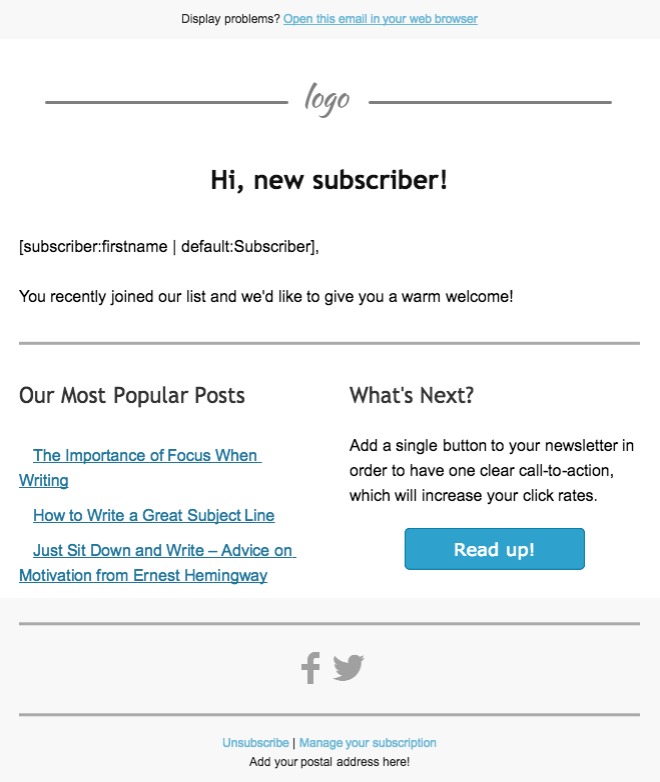 Display problems? Open this email in your web browser
logo
Hi, new subscriber!
[subscriber:firstname | default:Subscriber],
You recently joined our list and we'd like to give you a warm welcome!
Our Most Popular Posts
The Importance of Focus When
Writing
How to Write a Great Subject Line
Just Sit Down and Write – Advice on
Motivation from Ernest Hemingway
What's Next?
Add a single button to your newsletter in
order to have one clear call-to-action,
which will increase your click rates.
Read up!
Unsubscribe | Manage your subscription
Add your postal address here!